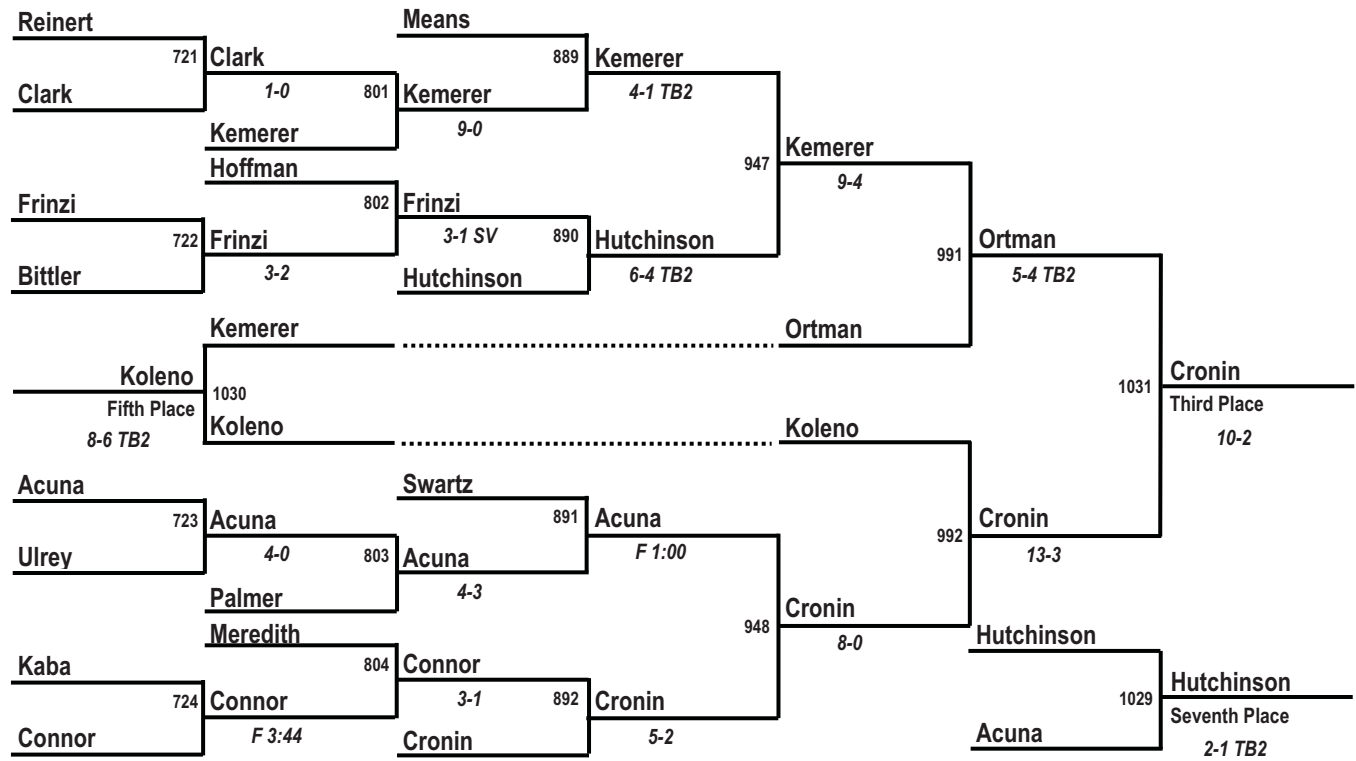 Reinert
721
Clark
Clark
1-0
801
Kemerer
Kemerer
9-0
Means
889
Kemerer
4-1 TB2
Hoffman
Frinzi
722
Bittler
Frinzi
3-2
802
Frinzi
3-1 SV
890
Hutchinson
Hutchinson
6-4 TB2
947
Kemerer
9-4
991
Ortman
Ortman
5-4 TB2
Kemerer
Koleno
Fifth Place
8-6 TB2
1030
Koleno
Koleno
1031
Cronin
Third Place
10-2
Acuna
723
Ulrey
Acuna
4-0
803
Palmer
Acuna
4-3
Swartz
891
Acuna
F 1:00
Meredith
Kaba
724
Connor
Connor
F 3:44
804
Connor
3-1
892
Cronin
Cronin
5-2
948
Cronin
8-0
992
Cronin
13-3
Hutchinson
1029
Acuna
Hutchinson
Seventh Place
2-1 TB2